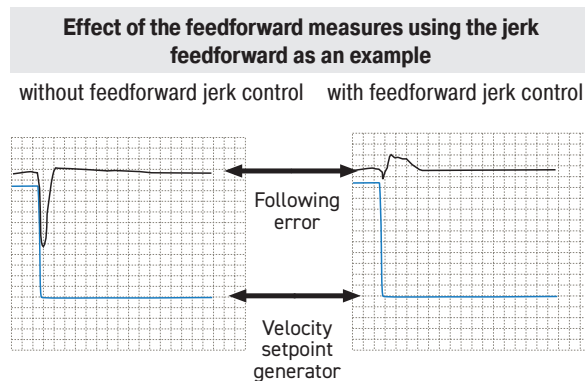 Effect of the feedforward measures using the jerk
feedforward as an example
without feedforward jerk control
with feedforward jerk control
Following
error
Velocity
setpoint
generator